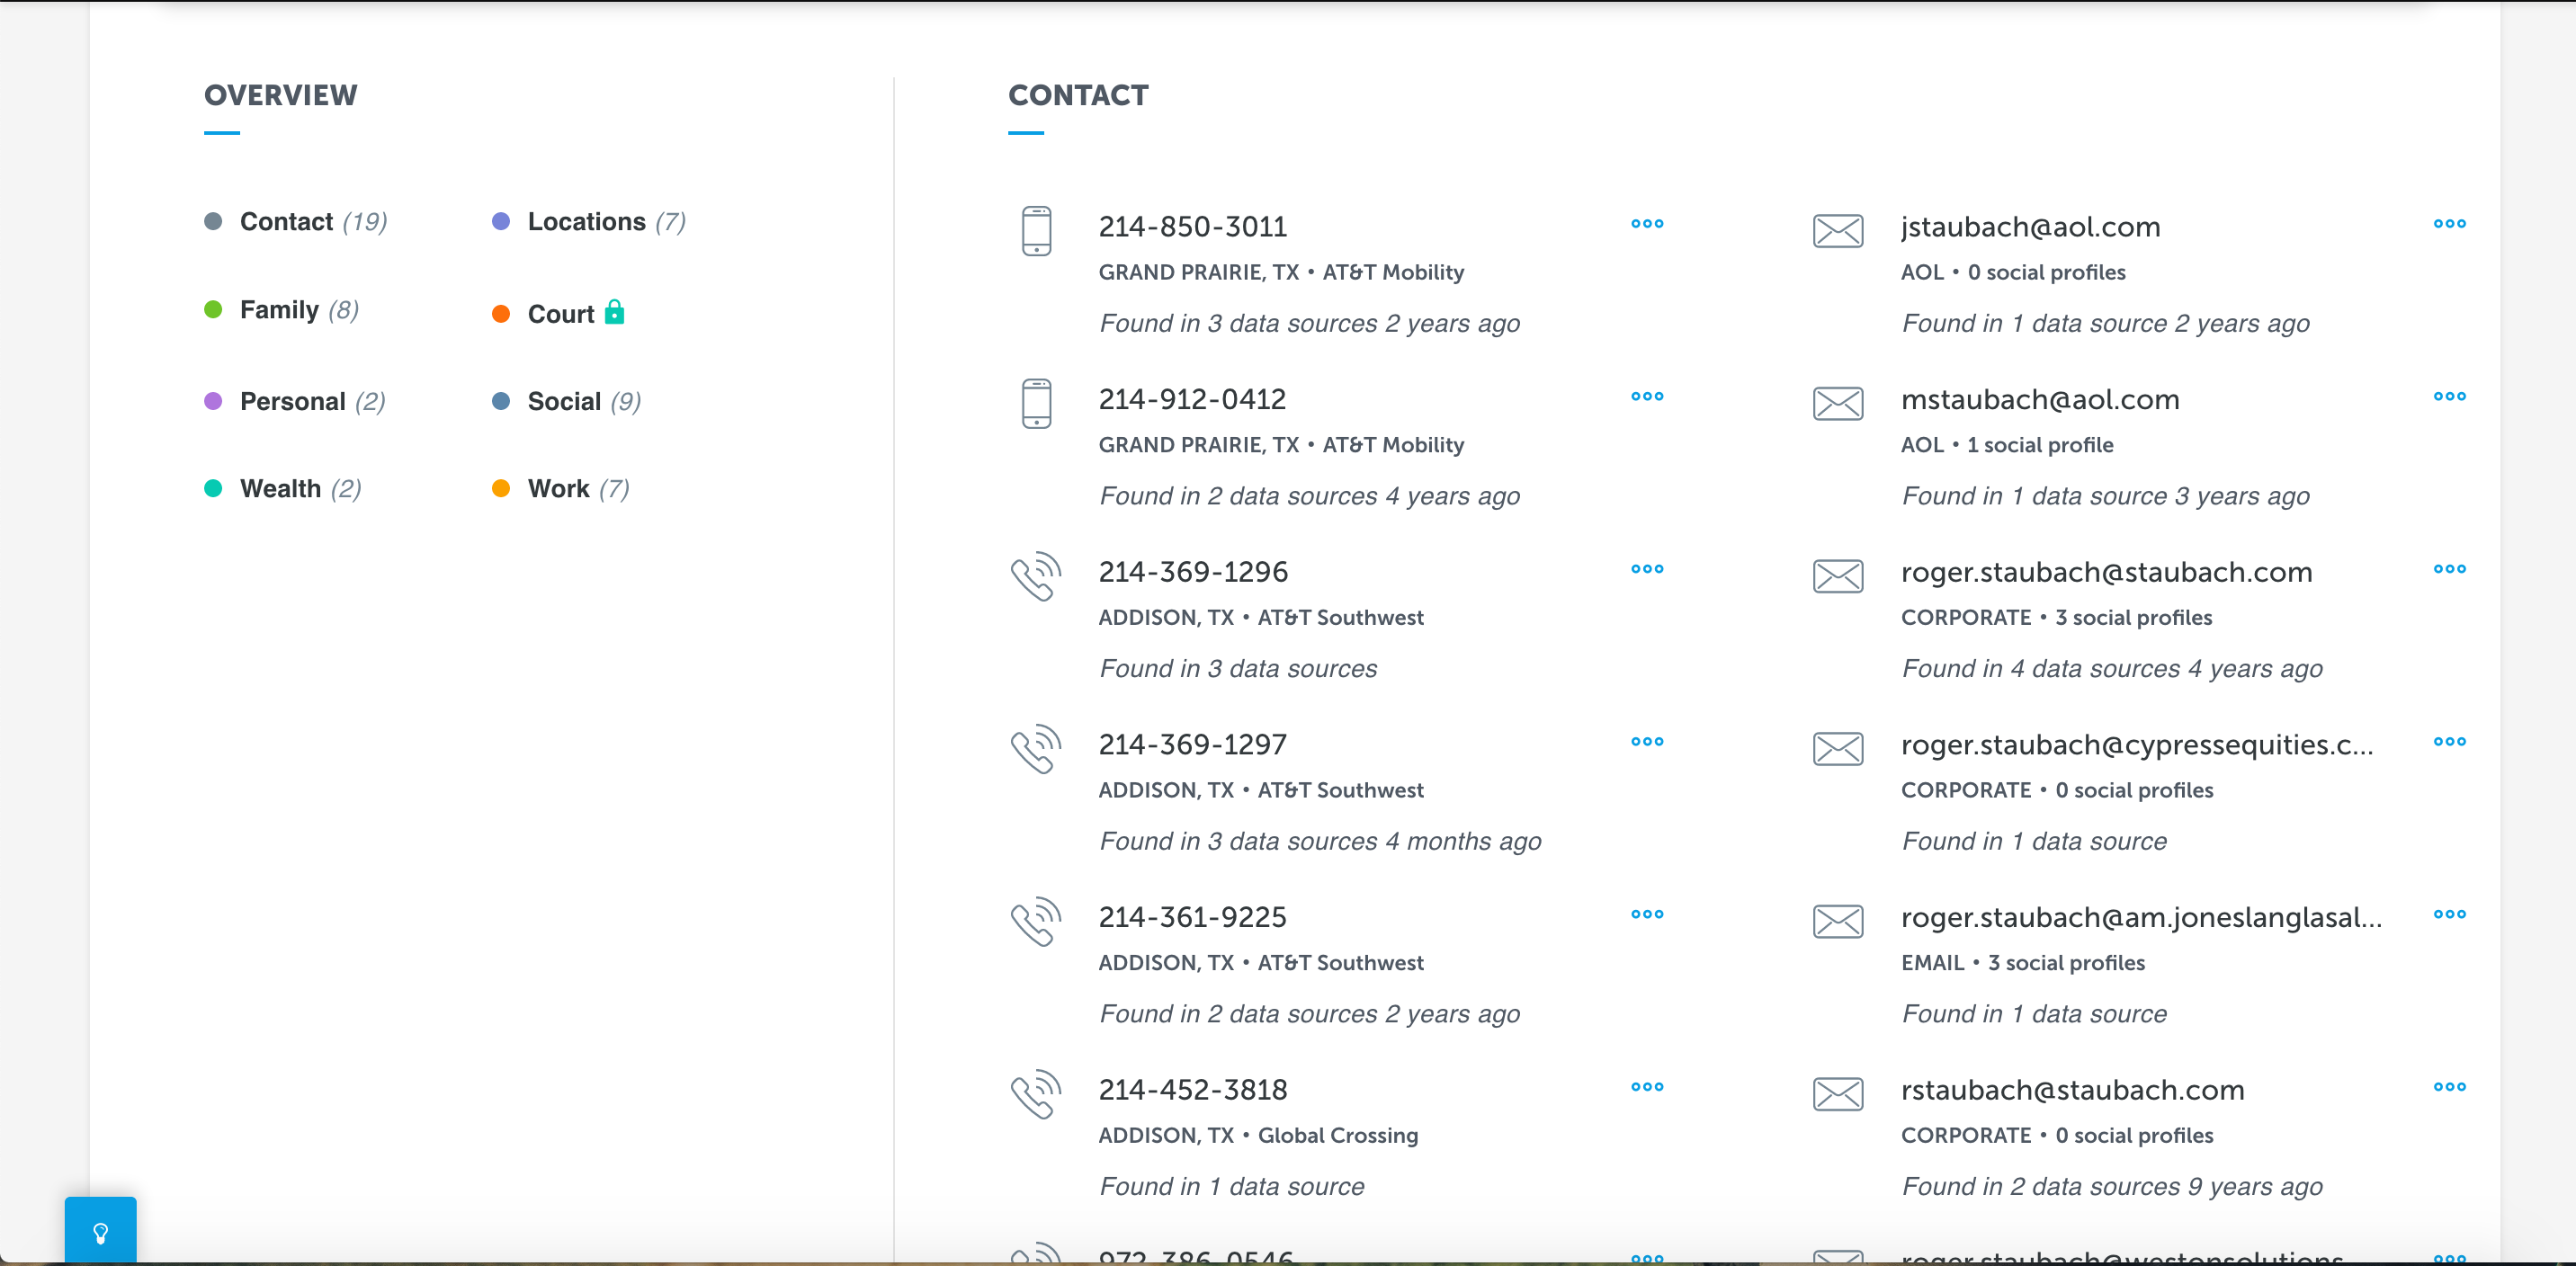 OVERVIEW
Contact (19)
Locations (7)
Family (8)
Court
Personal (2)
Social (9)
Wealth (2)
Work (7)
CONTACT
214-850-3011
GRAND PRAIRIE, TX • AT&T Mobility
Found in 3 data sources 2 years ago
214-912-0412
GRAND PRAIRIE, TX • AT&T Mobility
Found in 2 data sources 4 years ago
214-369-1296
ADDISON, TX • AT&T Southwest
Found in 3 data sources
214-369-1297
ADDISON, TX • AT&T Southwest
Found in 3 data sources 4 months ago
214-361-9225
ADDISON, TX • AT&T Southwest
Found in 2 data sources 2 years ago
214-452-3818
ADDISON, TX • Global Crossing
Found in 1 data source
jstaubach@aol.com
AOL • 0 social profiles
Found in 1 data source 2 years ago
mstaubach@aol.com
AOL • 1 social profile
Found in 1 data source 3 years ago
roger.staubach@staubach.com
CORPORATE • 3 social profiles
Found in 4 data sources 4 years ago
roger.staubach@cypressequities.c...
CORPORATE • 0 social profiles
Found in 1 data source
roger.staubach@am.joneslanglasal...
EMAIL • 3 social profiles
Found in 1 data source
rstaubach@staubach.com
CORPORATE • 0 social profiles
Found in 2 data sources 9 years ago